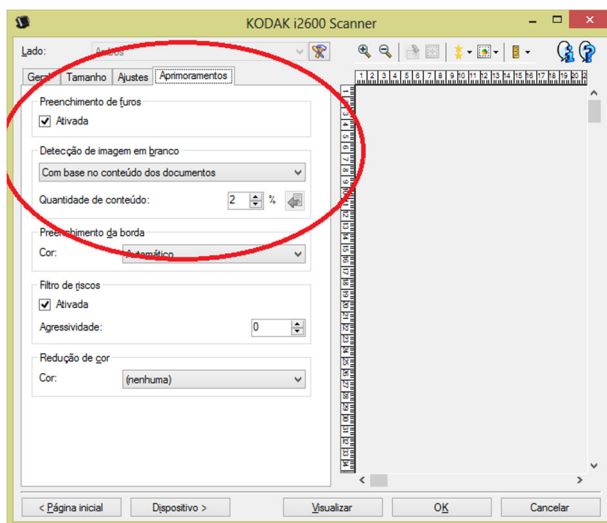 KODAK i2600 Scanner
Lado: Ambos
Geral Tamanho Ajustes Aprimoramentos
Preenchimento de furos
Ativada
Detecção de imagem em branco
Com base no conteúdo dos documentos
Quantidade de conteúdo: 2 %
Preenchimento da borda
Cor: Automático
Filtro de riscos
Ativada
Agressividade: 0
Redução de cor
Cor: (nenhuma)
< Página inicial Dispositivo > Visualizar OK Cancelar